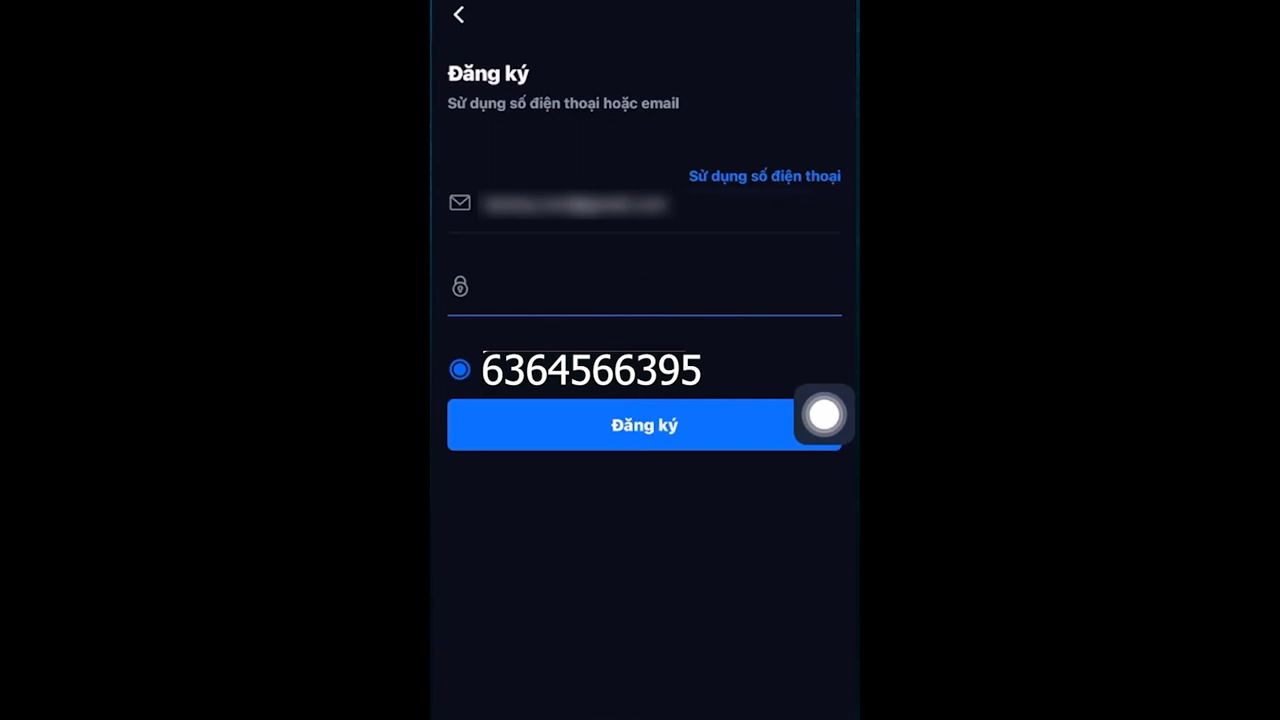 Đăng ký
Sử dụng số điện thoại hoặc email
Sử dụng số điện thoại
6364566395
Đăng ký